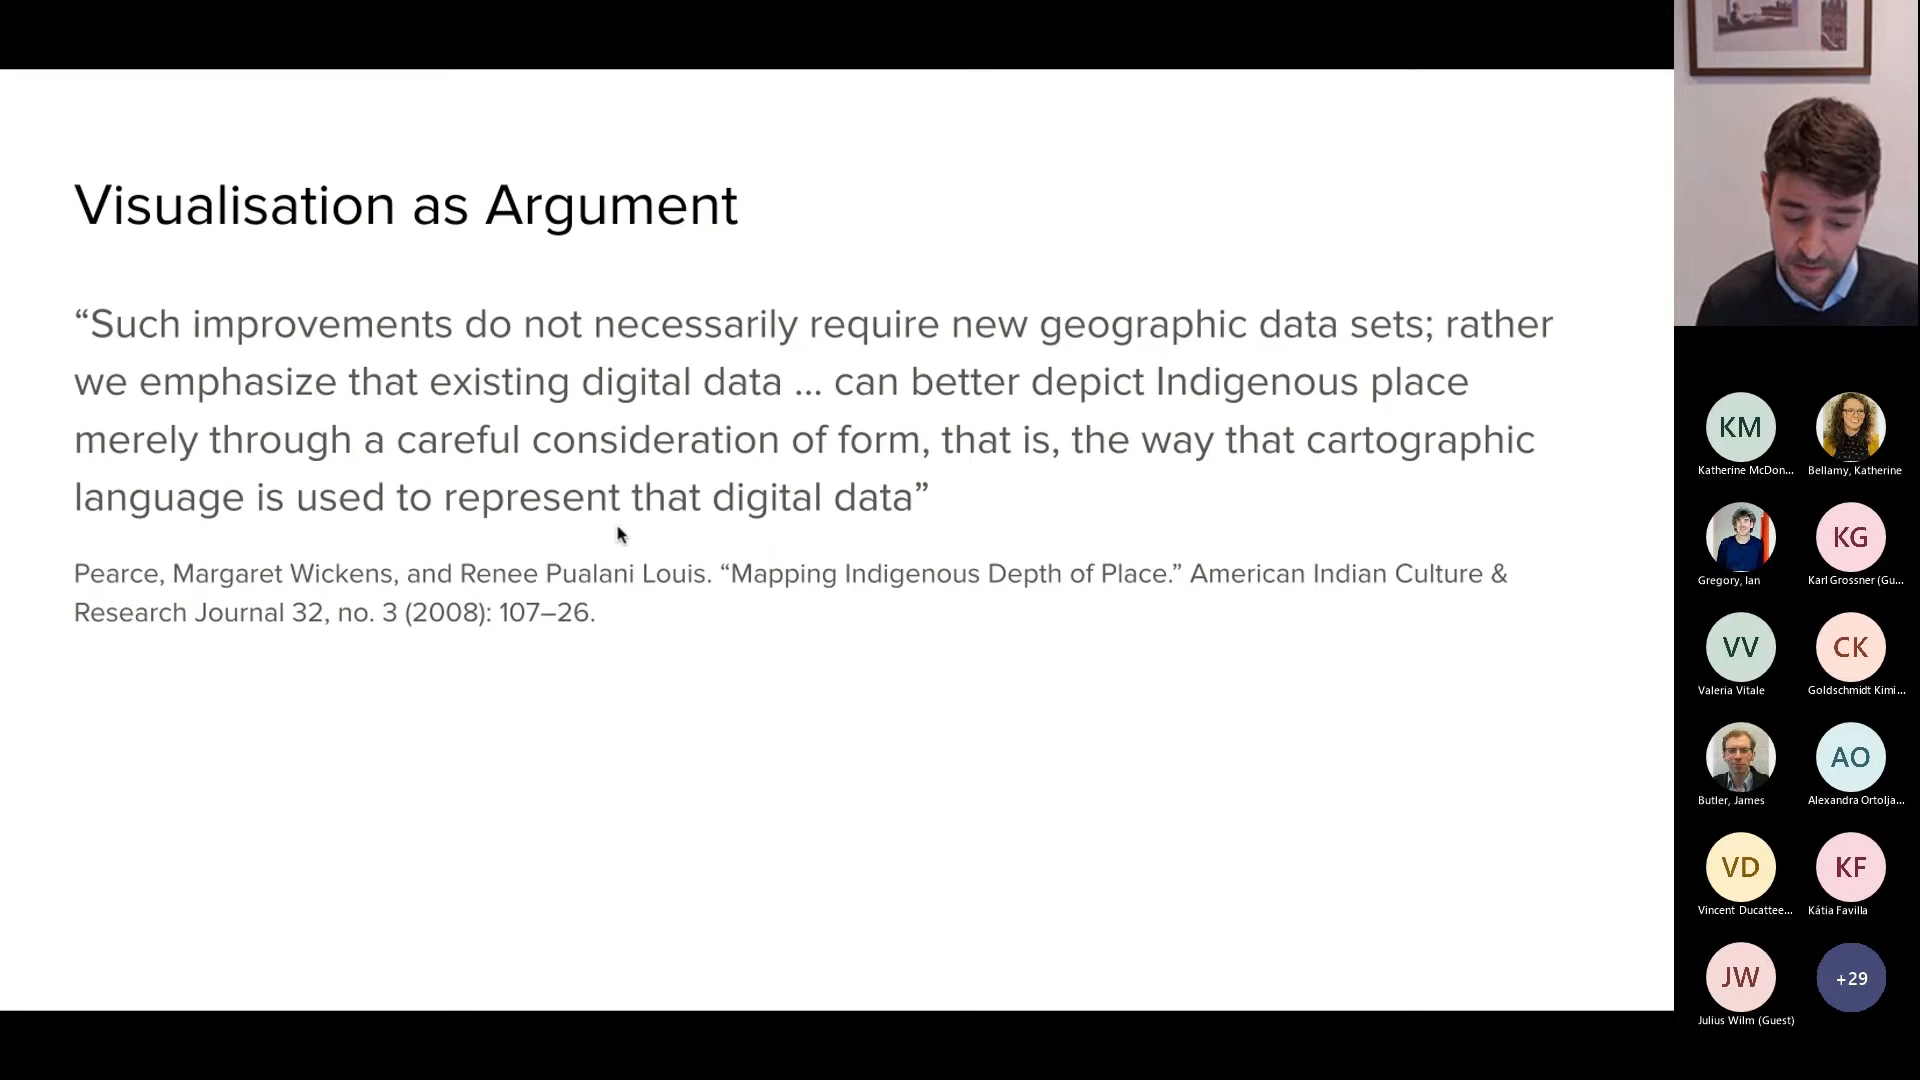 Visualisation as Argument
“Such improvements do not necessarily require new geographic data sets; rather
we emphasize that existing digital data ... can better depict Indigenous place
merely through a careful consideration of form, that is, the way that cartographic
language is used to represent that digital data”
Pearce, Margaret Wickens, and Renee Pualani Louis. “Mapping Indigenous Depth of Place.” American Indian Culture &
Research Journal 32, no. 3 (2008): 107–26.
KM
Katherine McDon...
Bellamy, Katherine
Gregory, Ian
KG
Karl Grossner (Gu...
VV
Valeria Vitale
CK
Goldschmidt Kimi...
Butler, James
AO
Alexandra Ortolja...
VD
Vincent Ducattee...
KF
Kátia Favilla
JW
Julius Wilm (Guest)
+29